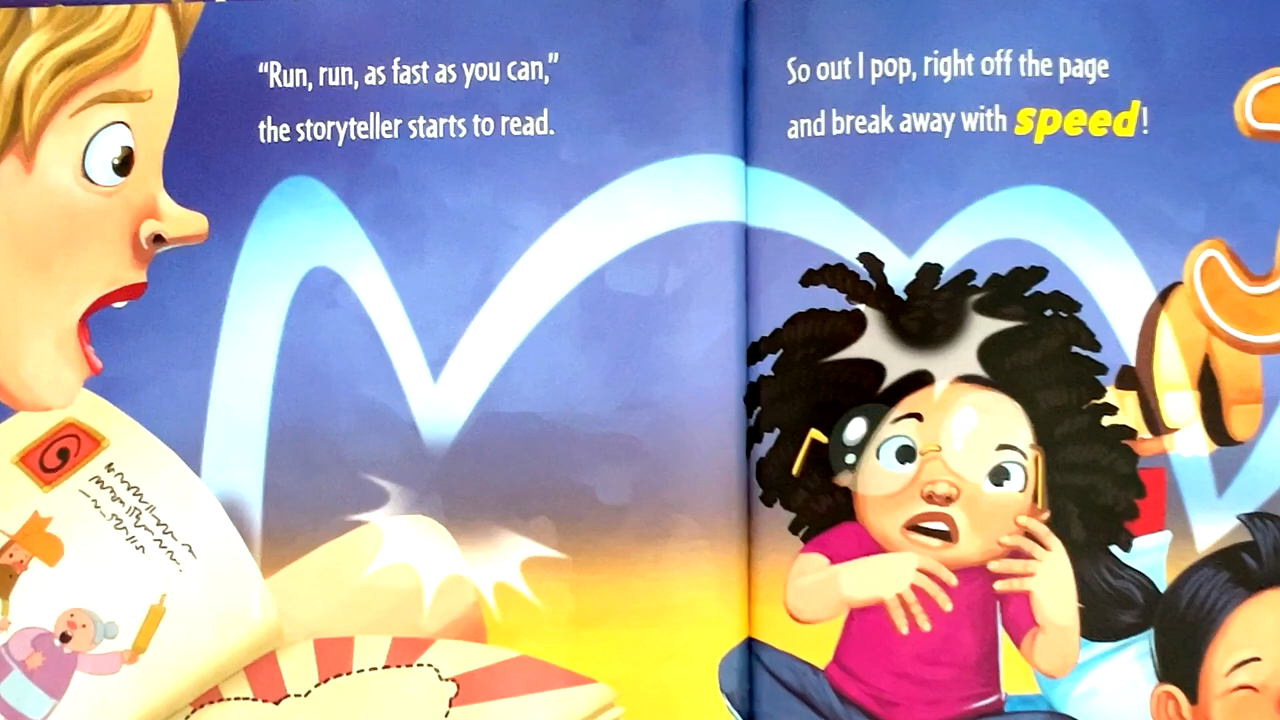 “Run, run, as fast as you can,”
the storyteller starts to read.
So out I pop, right off the page
and break away with speed!